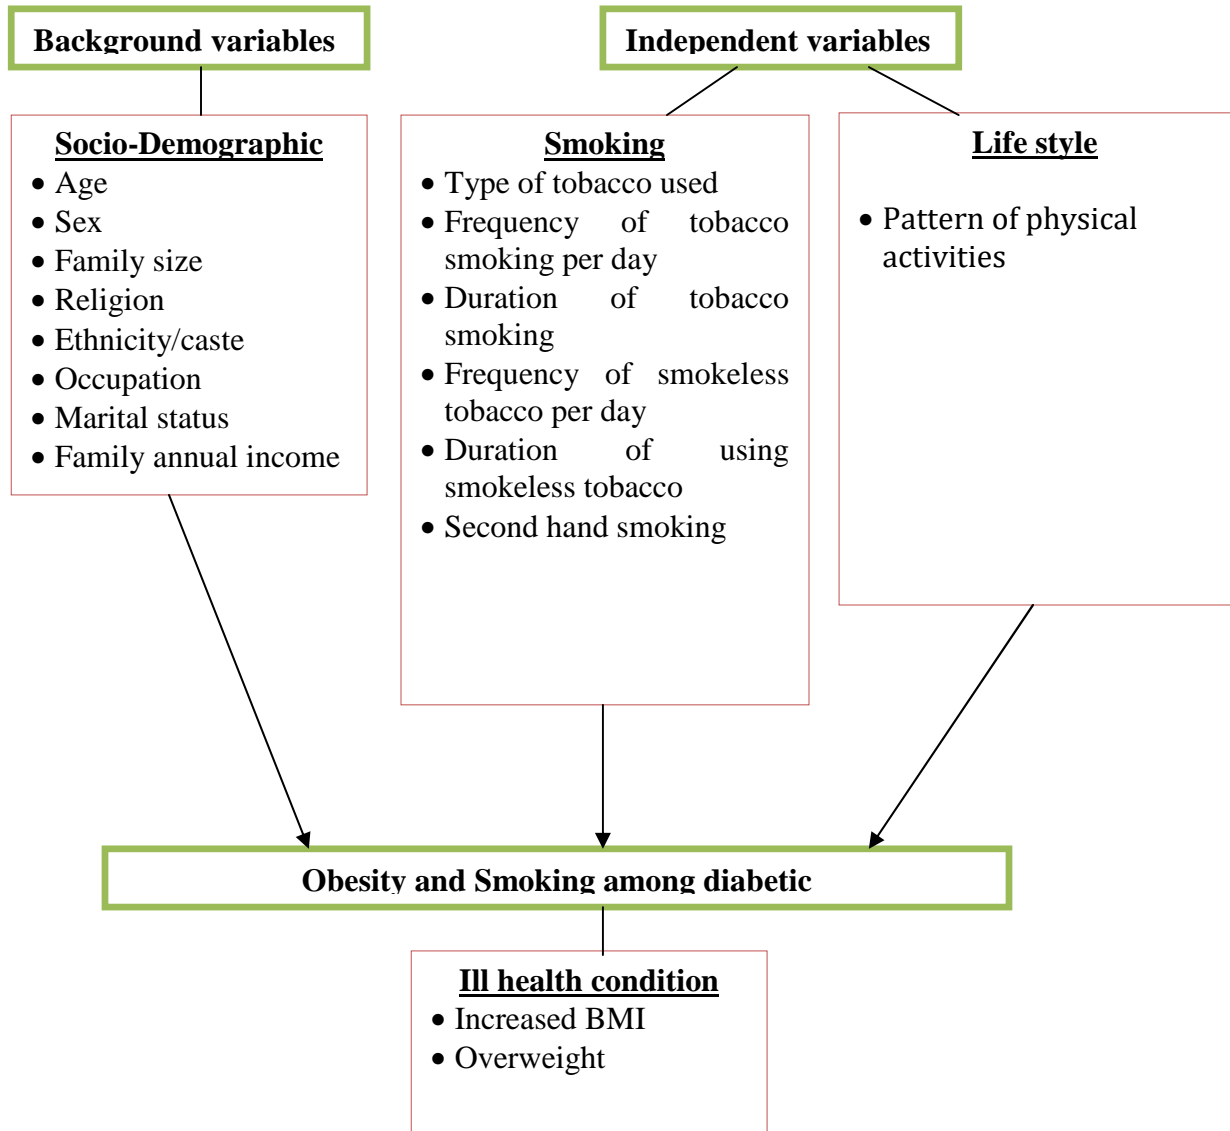 Background variables
Independent variables
Socio-Demographic
• Age
• Sex
• Family size
• Religion
• Ethnicity/caste
• Occupation
• Marital status
• Family annual income
Smoking
• Type of tobacco used
• Frequency of tobacco
smoking per day
• Duration of tobacco
smoking
• Frequency of smokeless
tobacco per day
• Duration of using
smokeless tobacco
• Second hand smoking
Life style
• Pattern of physical
activities
Obesity and Smoking among diabetic
Ill health condition
• Increased BMI
• Overweight